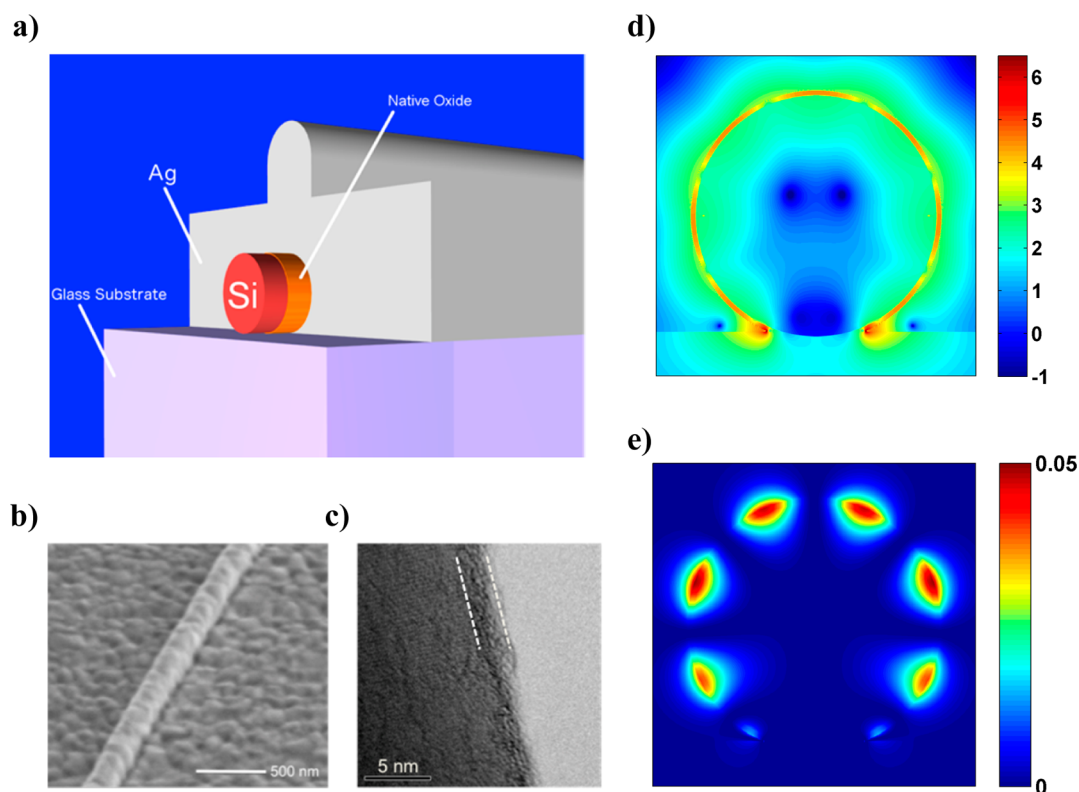 a)
Native Oxide
Ag
Si
Glass Substrate
b)
500 nm
c)
5 nm
d)
6
5
4
3
2
1
0
-1
e)
0.05
0